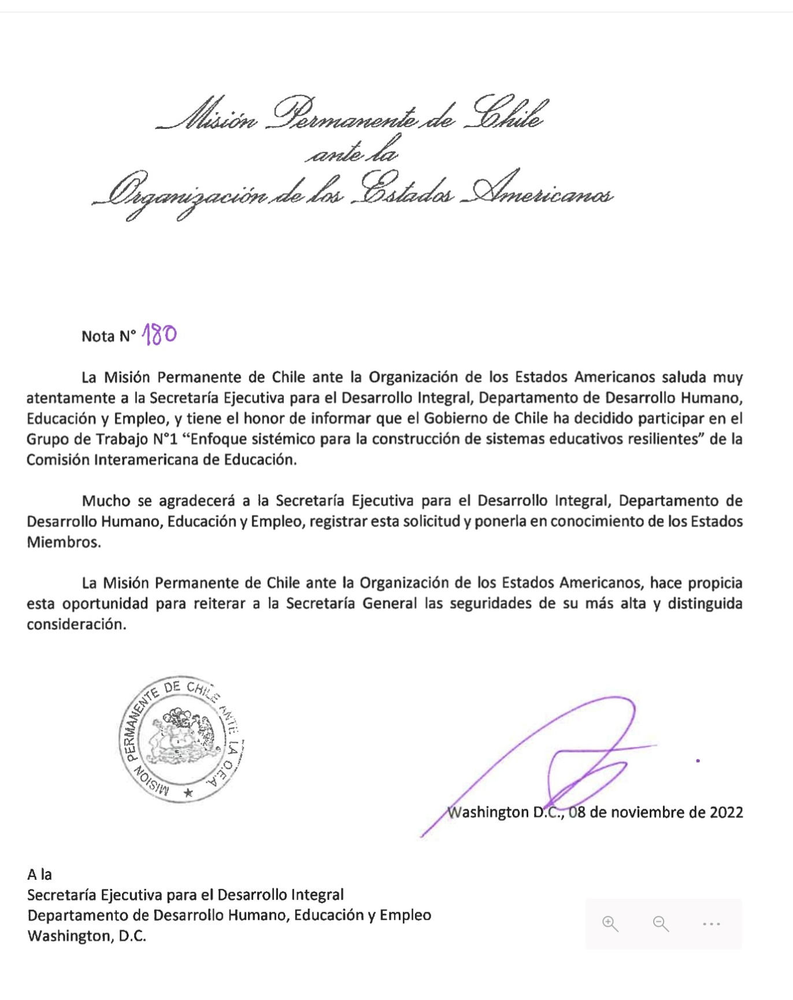 Misión Permanente de Chile
ante la
Organización de los Estados Americanos
Nota N° 180
La Misión Permanente de Chile ante la Organización de los Estados Americanos saluda muy
atentamente a la Secretaría Ejecutiva para el Desarrollo Integral, Departamento de Desarrollo Humano,
Educación y Empleo, y tiene el honor de informar que el Gobierno de Chile ha decidido participar en el
Grupo de Trabajo N°1 “Enfoque sistémico para la construcción de sistemas educativos resilientes” de la
Comisión Interamericana de Educación.
Mucho se agradecerá a la Secretaría Ejecutiva para el Desarrollo Integral, Departamento de
Desarrollo Humano, Educación y Empleo, registrar esta solicitud y ponerla en conocimiento de los Estados
Miembros.
La Misión Permanente de Chile ante la Organización de los Estados Americanos, hace propicia
esta oportunidad para reiterar a la Secretaría General las seguridades de su más alta y distinguida
consideración.
MISION PERMANENTE DE CHILE ANTE LA O.E.A. ★
Washington D.C., 08 de noviembre de 2022
A la
Secretaría Ejecutiva para el Desarrollo Integral
Departamento de Desarrollo Humano, Educación y Empleo
Washington, D.C.